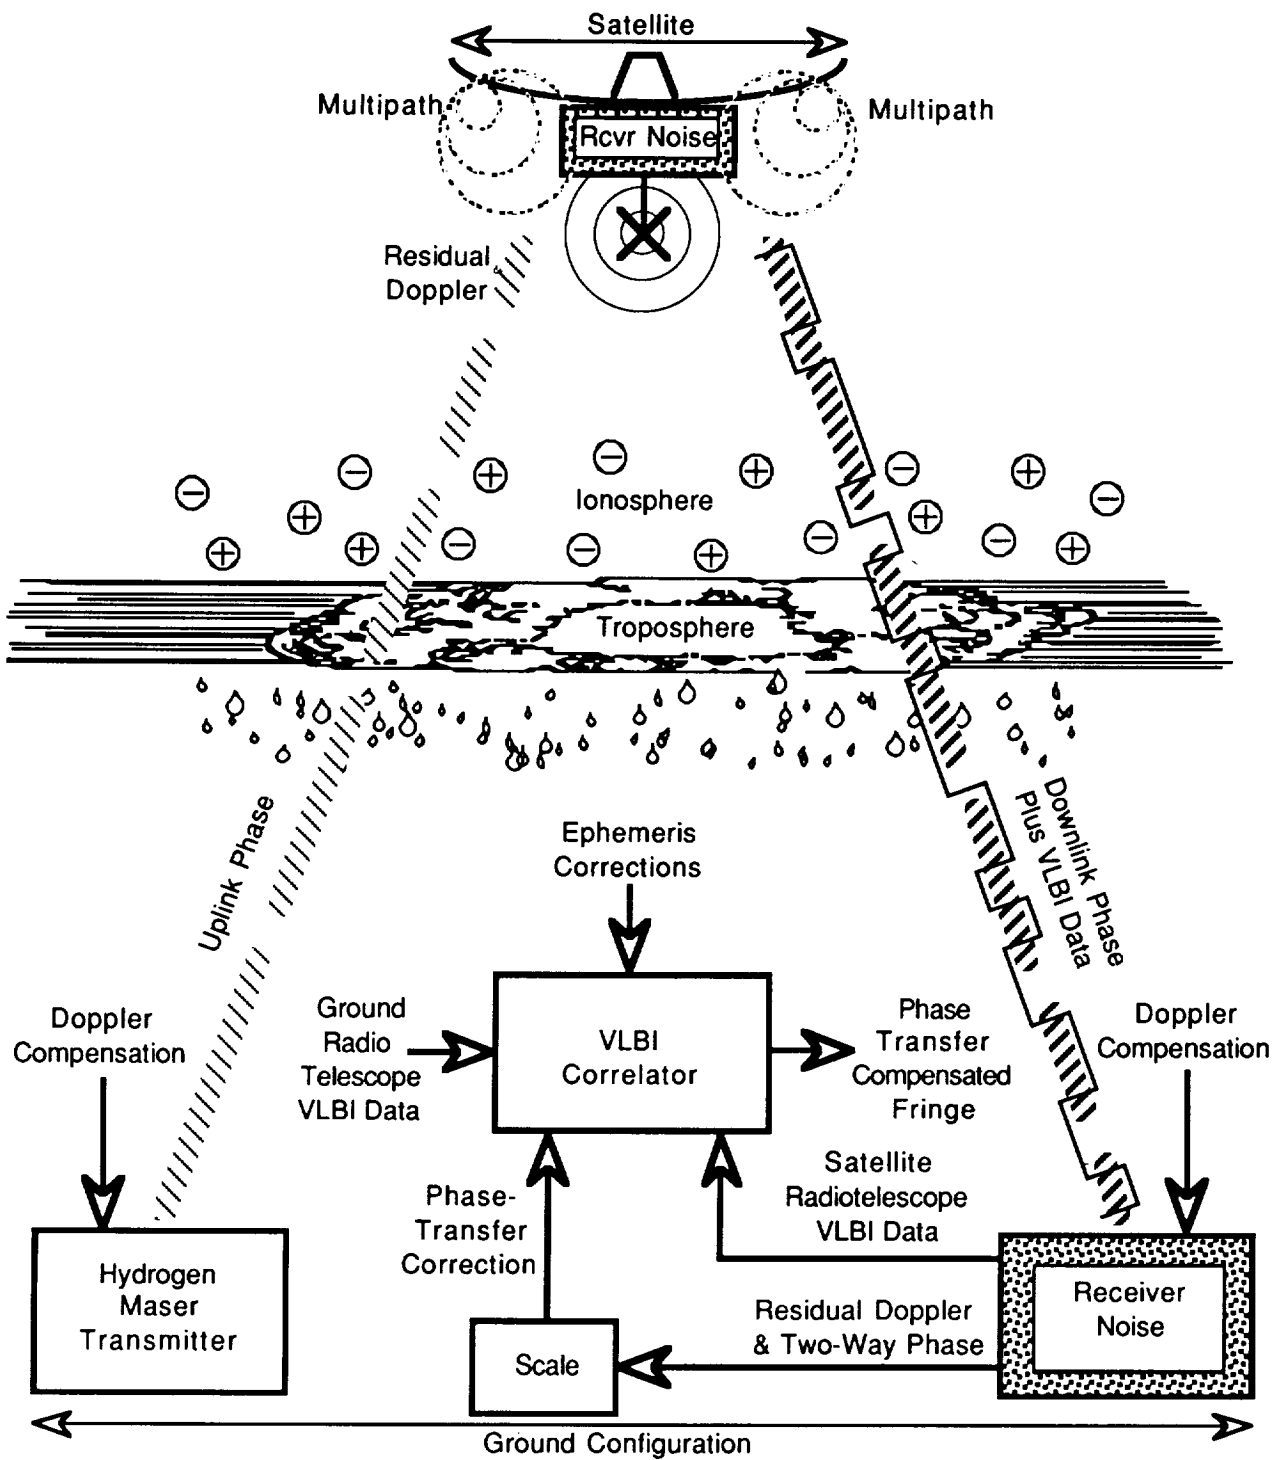 Satellite
Multipath
Multipath
Rcvr Noise
Residual
Doppler
Ionosphere
Troposphere
Uplink Phase
Downlink Phase
Plus VLBI Data
Ephemeris
Corrections
Doppler
Compensation
Ground
Radio
Telescope
VLBI Data
VLBI
Correlator
Phase
Transfer
Compensated
Fringe
Doppler
Compensation
Phase-
Transfer
Correction
Satellite
Radiotelescope
VLBI Data
Hydrogen
Maser
Transmitter
Scale
Residual Doppler
& Two-Way Phase
Receiver
Noise
Ground Configuration